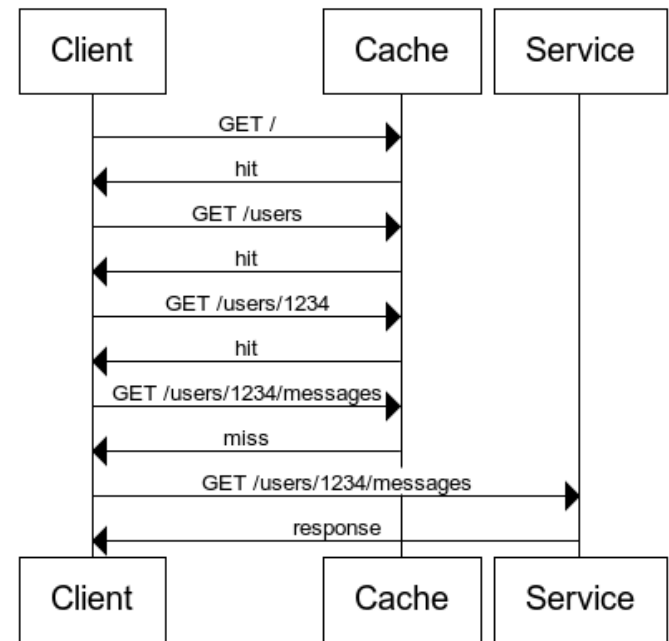 Client Cache Service
GET /
hit
GET /users
hit
GET /users/1234
hit
GET /users/1234/messages
miss
GET /users/1234/messages
response
Client Cache Service